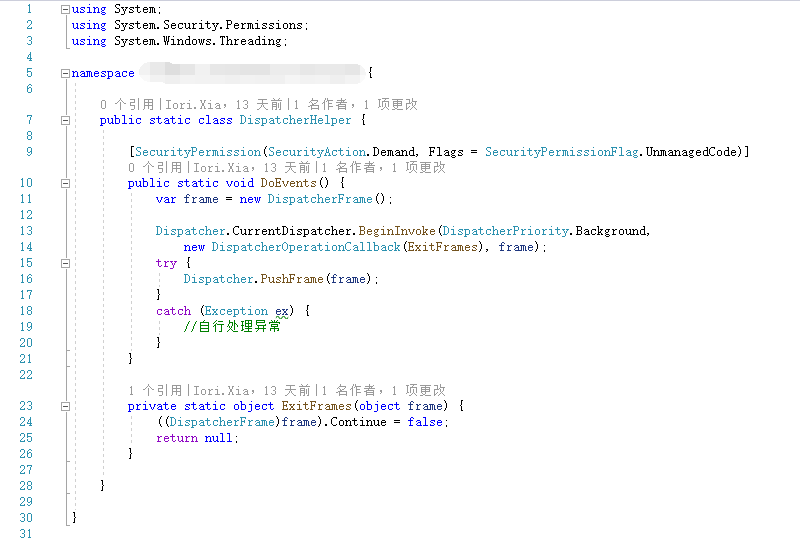 1 using System;
2 using System.Security.Permissions;
3 using System.Windows.Threading;
4
5 namespace {
6
0 个引用|Iori.Xia，13 天前|1 名作者，1 项更改
7 public static class DispatcherHelper {
8
9 [SecurityPermission(SecurityAction.Demand, Flags = SecurityPermissionFlag.UnmanagedCode)]
0 个引用|Iori.Xia，13 天前|1 名作者，1 项更改
10 public static void DoEvents() {
11 var frame = new DispatcherFrame();
12
13 Dispatcher.CurrentDispatcher.BeginInvoke(DispatcherPriority.Background,
14 new DispatcherOperationCallback(ExitFrames), frame);
15 try {
16 Dispatcher.PushFrame(frame);
17 }
18 catch (Exception ex) {
19 //自行处理异常
20 }
21 }
22
1 个引用|Iori.Xia，13 天前|1 名作者，1 项更改
23 private static object ExitFrames(object frame) {
24 ((DispatcherFrame)frame).Continue = false;
25 return null;
26 }
27
28 }
29
30 }
31